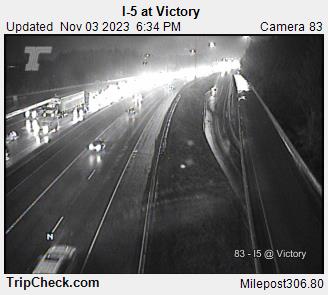 I-5 at Victory
Updated Nov 03 2023 6:34 PM Camera 83
T
N
83 - I5 @ Victory
TripCheck.com Milepost306.80